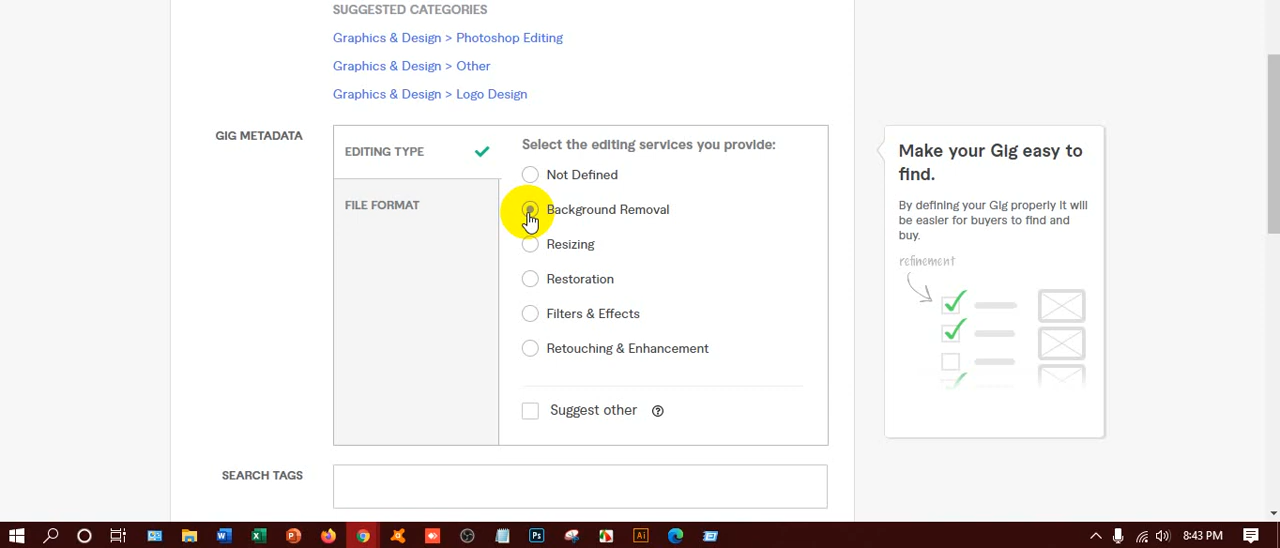 SUGGESTED CATEGORIES
Graphics & Design > Photoshop Editing
Graphics & Design > Other
Graphics & Design > Logo Design
GIG METADATA
EDITING TYPE
FILE FORMAT
Select the editing services you provide:
Not Defined
Background Removal
Resizing
Restoration
Filters & Effects
Retouching & Enhancement
Suggest other ?
SEARCH TAGS
Make your Gig easy to
find.
By defining your Gig properly it will
be easier for buyers to find and
buy.
refinement
8:43 PM